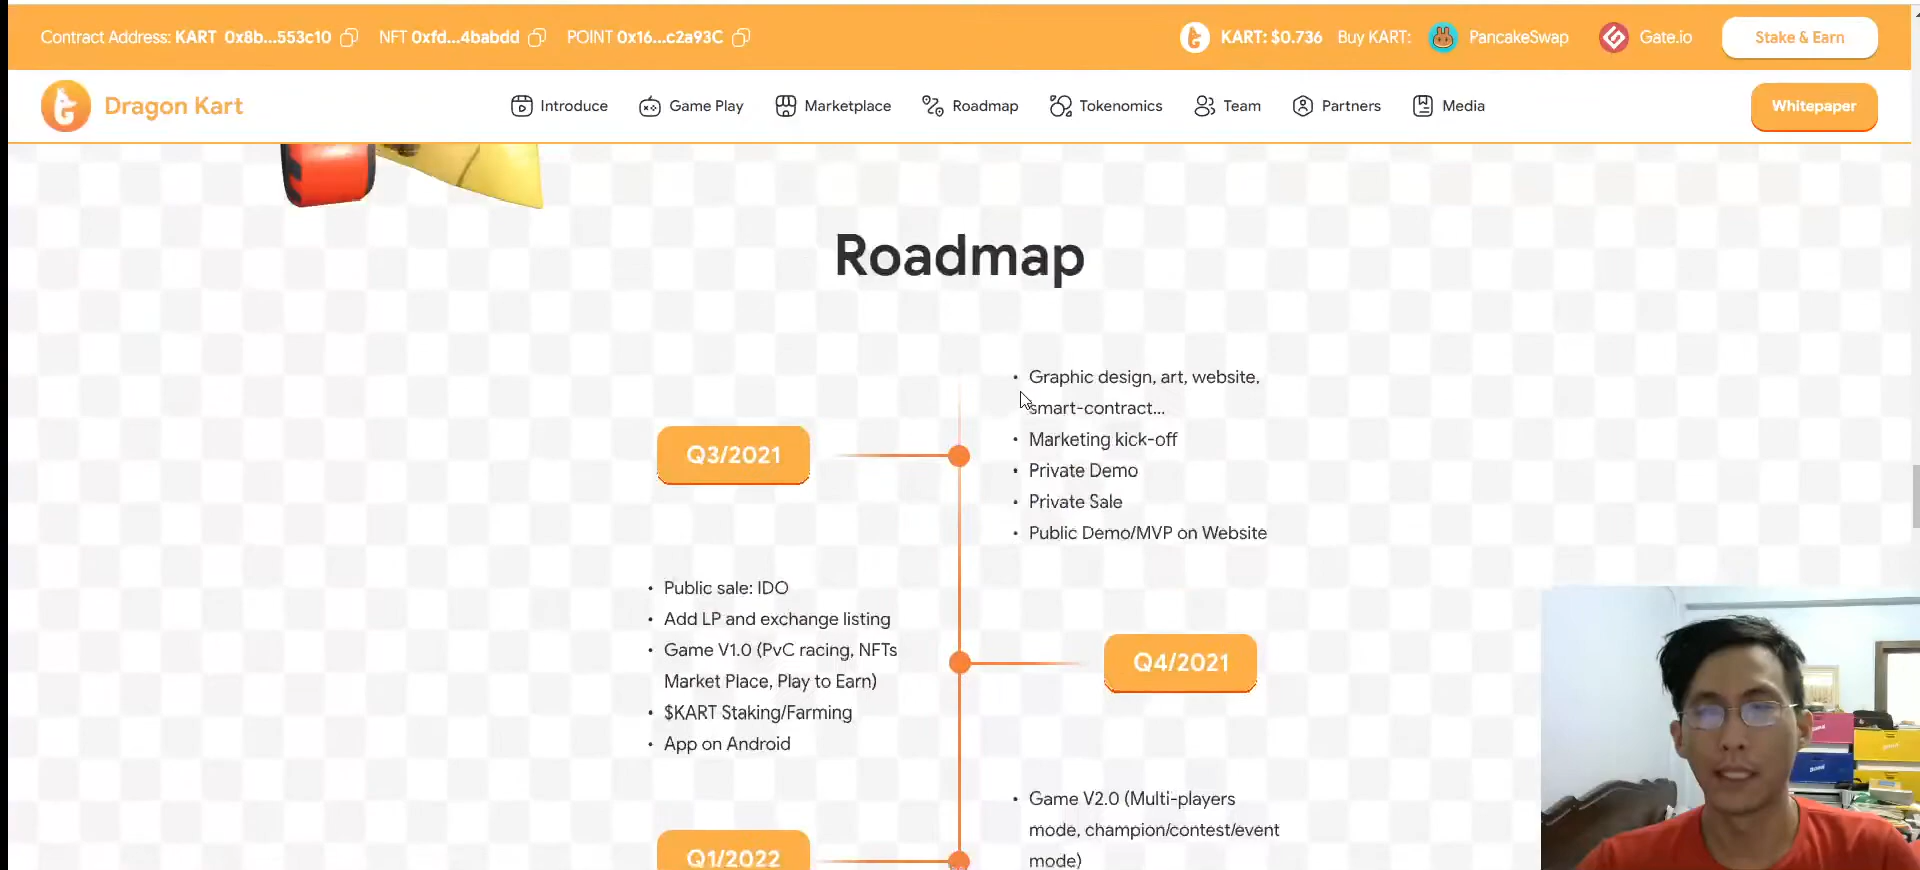 Contract Address: KART 0x8b...553c10 NFT 0xfd...4babdd POINT 0x16...c2a93C KART: $0.736 Buy KART: PancakeSwap Gate.io Stake & Earn
Dragon Kart Introduce Game Play Marketplace Roadmap Tokenomics Team Partners Media Whitepaper
Roadmap
Q3/2021
• Graphic design, art, website,
smart-contract...
• Marketing kick-off
• Private Demo
• Private Sale
• Public Demo/MVP on Website
• Public sale: IDO
• Add LP and exchange listing
• Game V1.0 (PvC racing, NFTs
Market Place, Play to Earn)
• $KART Staking/Farming
• App on Android
Q4/2021
Q1/2022
• Game V2.0 (Multi-players
mode, champion/contest/event
mode)